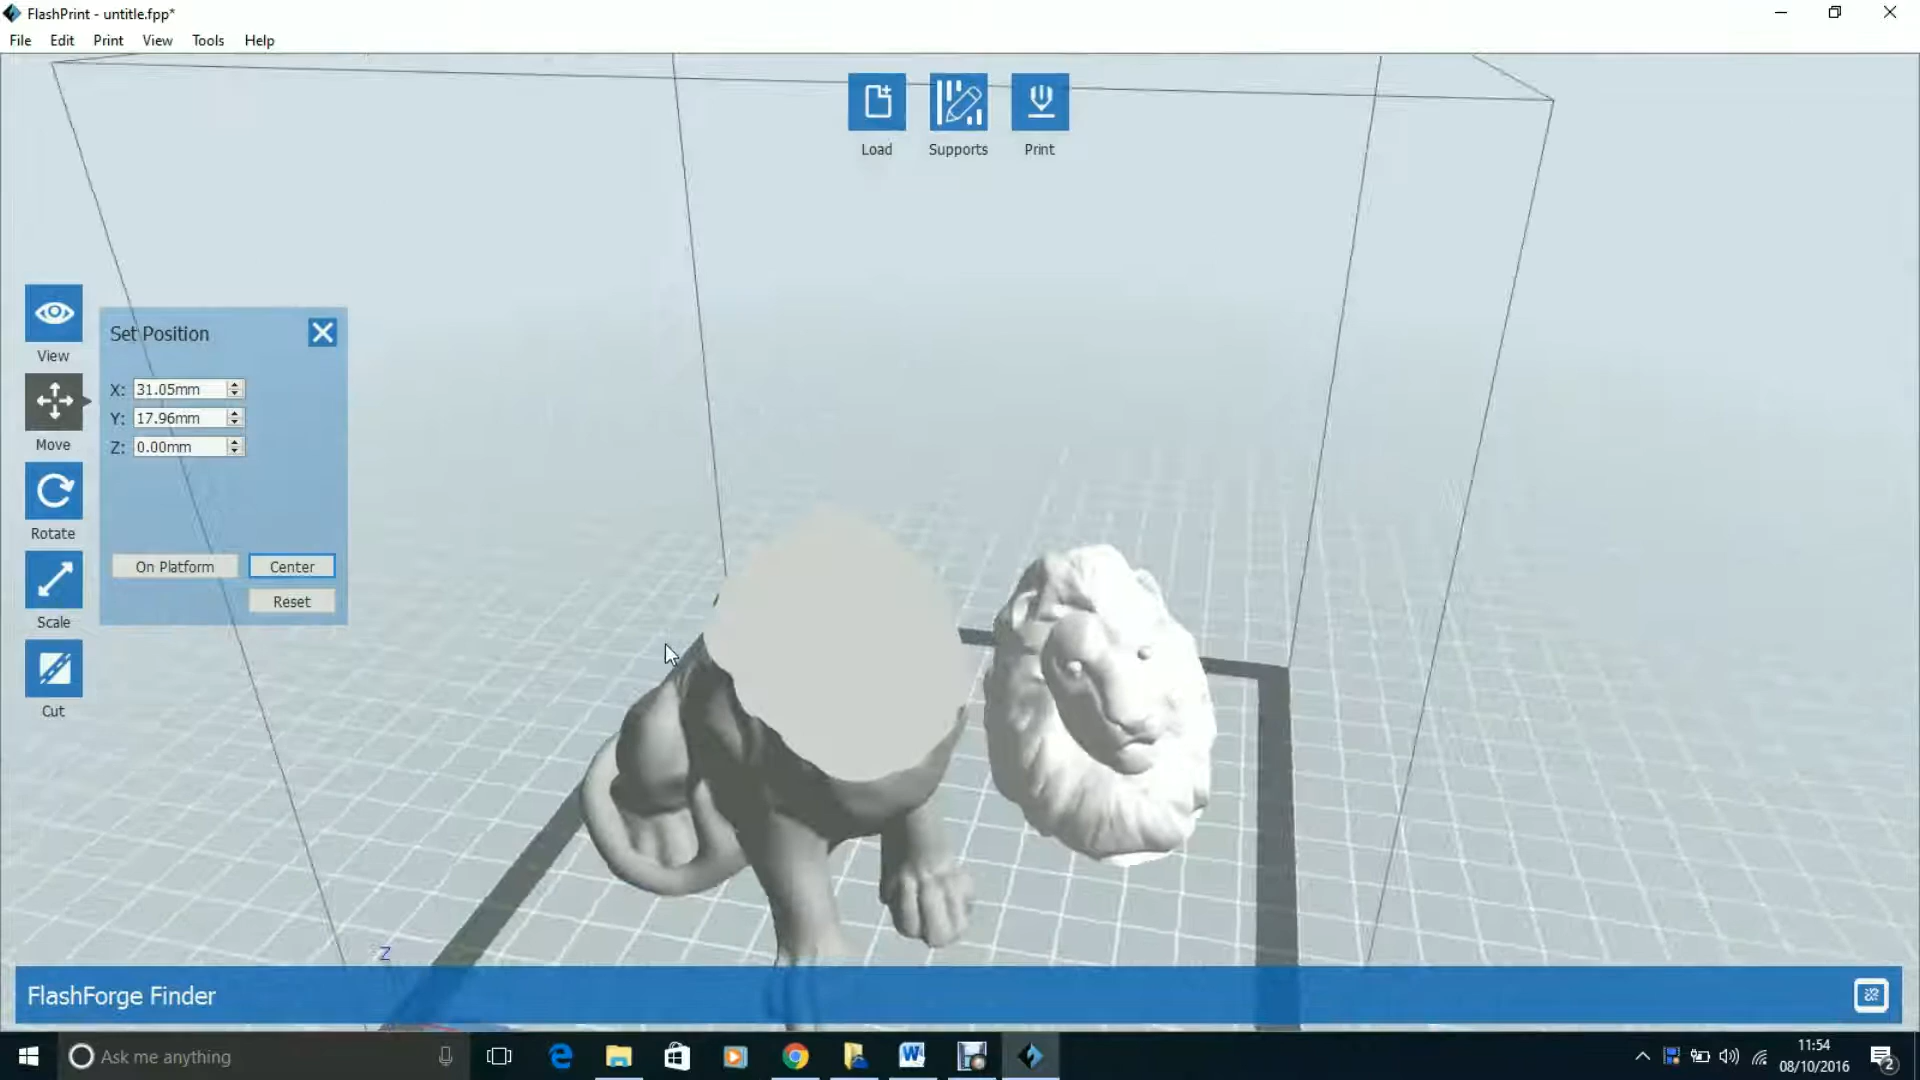 FlashPrint - untitle.fpp*
File Edit Print View Tools Help
Load Supports Print
View
Set Position
X: 31.05mm
Move
Y: 17.96mm
Z: 0.00mm
Rotate
On Platform Center
Reset
Scale
Cut
Z
FlashForge Finder
Ask me anything
11:54
08/10/2016
2